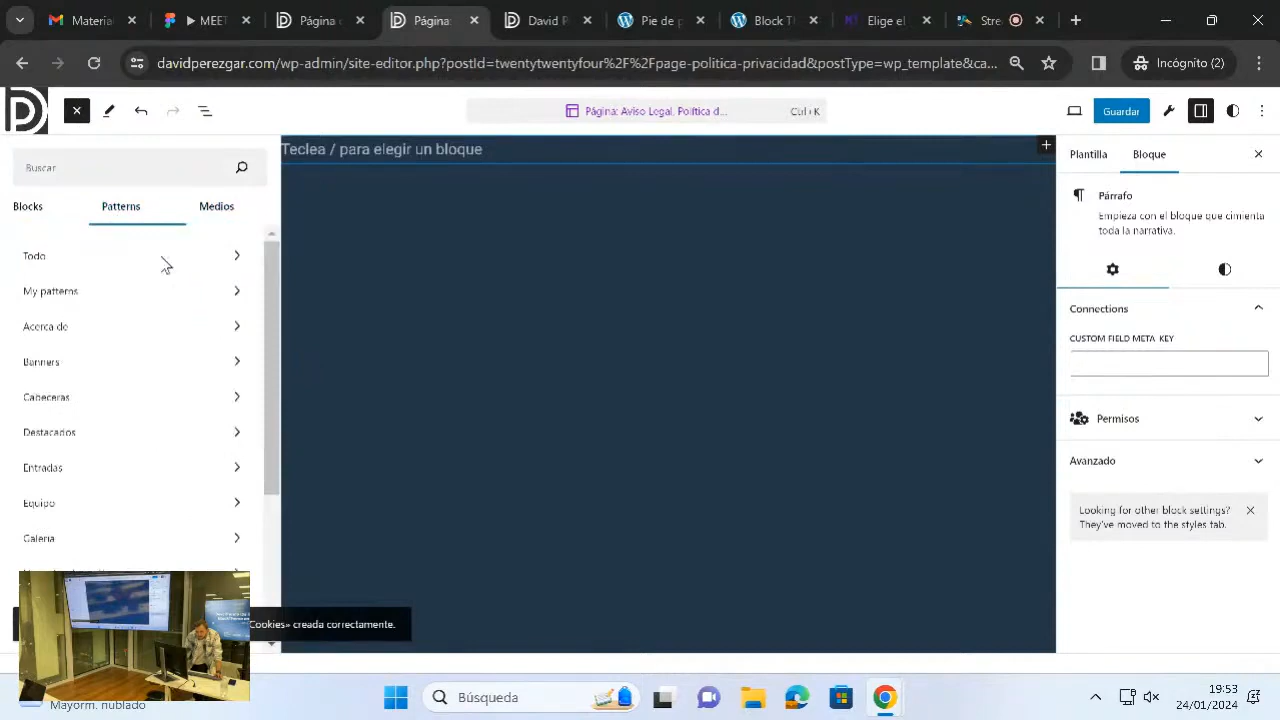 Materia
MEET
Página
Página:
David P
Pie de p
Block T
Elige el
Stre
davidperezgar.com/wp-admin/site-editor.php?postId=twentytwentyfour%2F%2Fpage-politica-privacidad&postType=wp_template&ca...
Incógnito (2)
Página: Aviso Legal, Política d...
Ctrl+K
Guardar
Buscar
Blocks
Patterns
Medios
Todo
My patterns
Acerca de
Banners
Cabeceras
Destacados
Entradas
Equipo
Galería
Teclea / para elegir un bloque
Plantilla
Bloque
Párrafo
Empieza con el bloque que cimienta
toda la narrativa.
Connections
CUSTOM FIELD META KEY
Permisos
Avanzado
Looking for other block settings?
They've moved to the styles tab.
Cookies» creada correctamente.
Mayorm. nublado
Búsqueda
19:53
24/01/2024